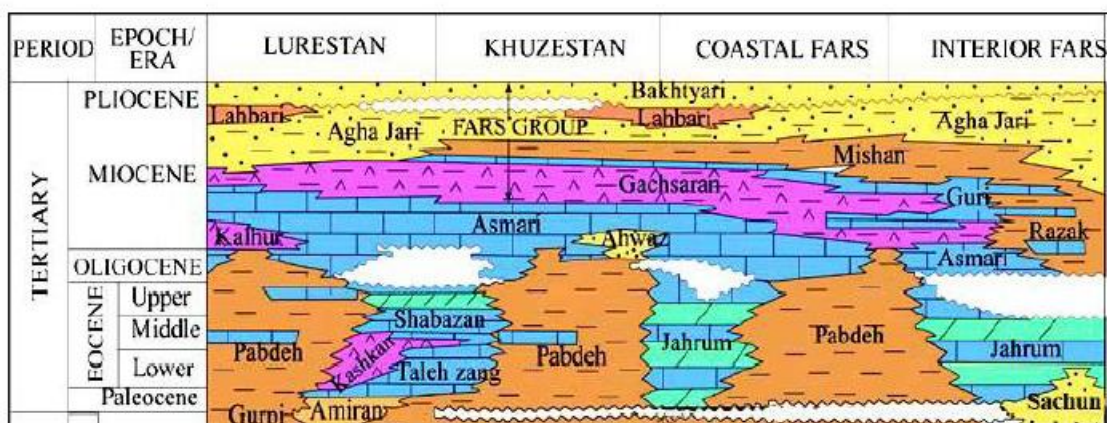 PERIOD EPOCH/ ERA LURESTAN KHUZESTAN COASTAL FARS INTERIOR FARS
PLIOCENE Bakhtyari
Lahbari Lahbari
Agha Jari FARS GROUP Agha Jari
Mishan
MIOCENE
Gachsaran Guri
Asmari
Kalhur Ahwaz Razak
TERTIARY
OLIGOCENE Asmari
EOCENE
Upper
Shabazan
Middle
Pabdeh Kashkan Pabdeh Jahrum Pabdeh Jahrum
Lower Taleh zang
Paleocene
Gurpi Amiran Sachun